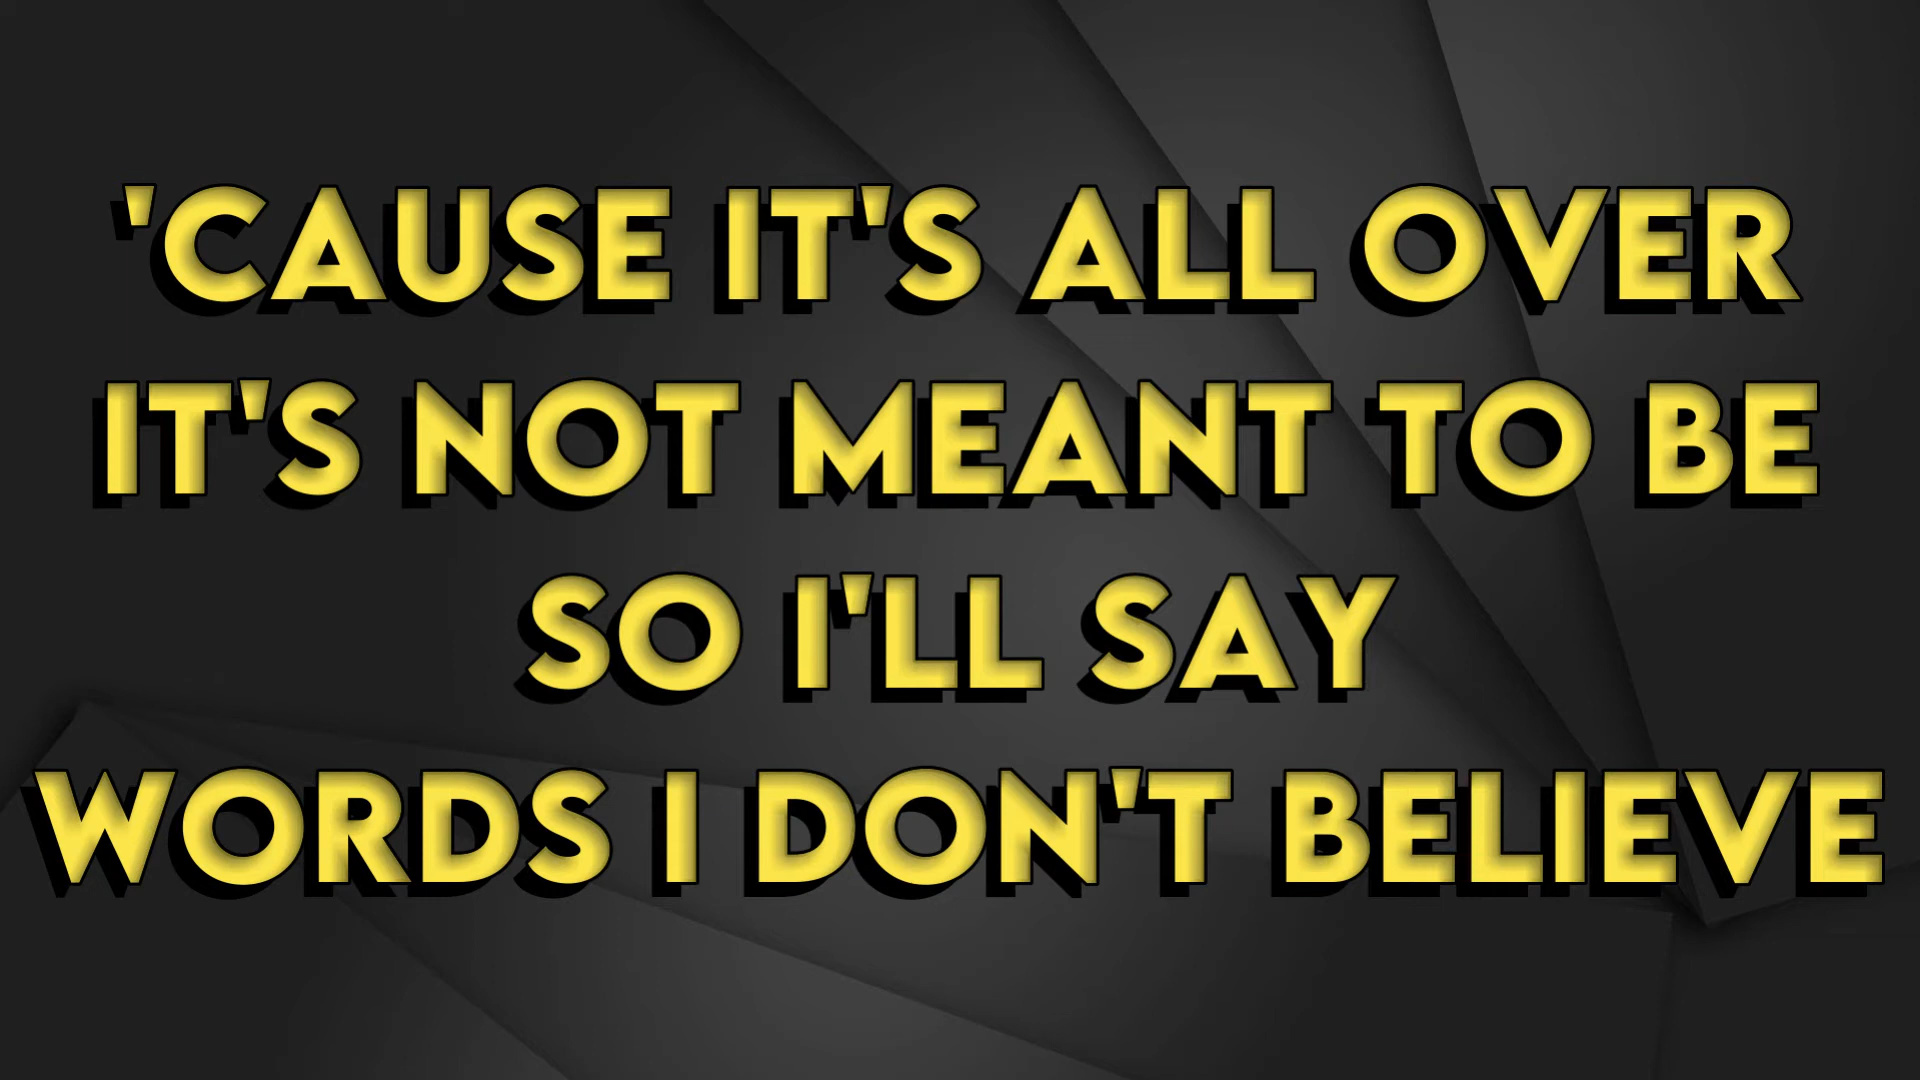 'CAUSE IT'S ALL OVER
IT'S NOT MEANT TO BE
SO I'LL SAY
WORDS I DON'T BELIEVE